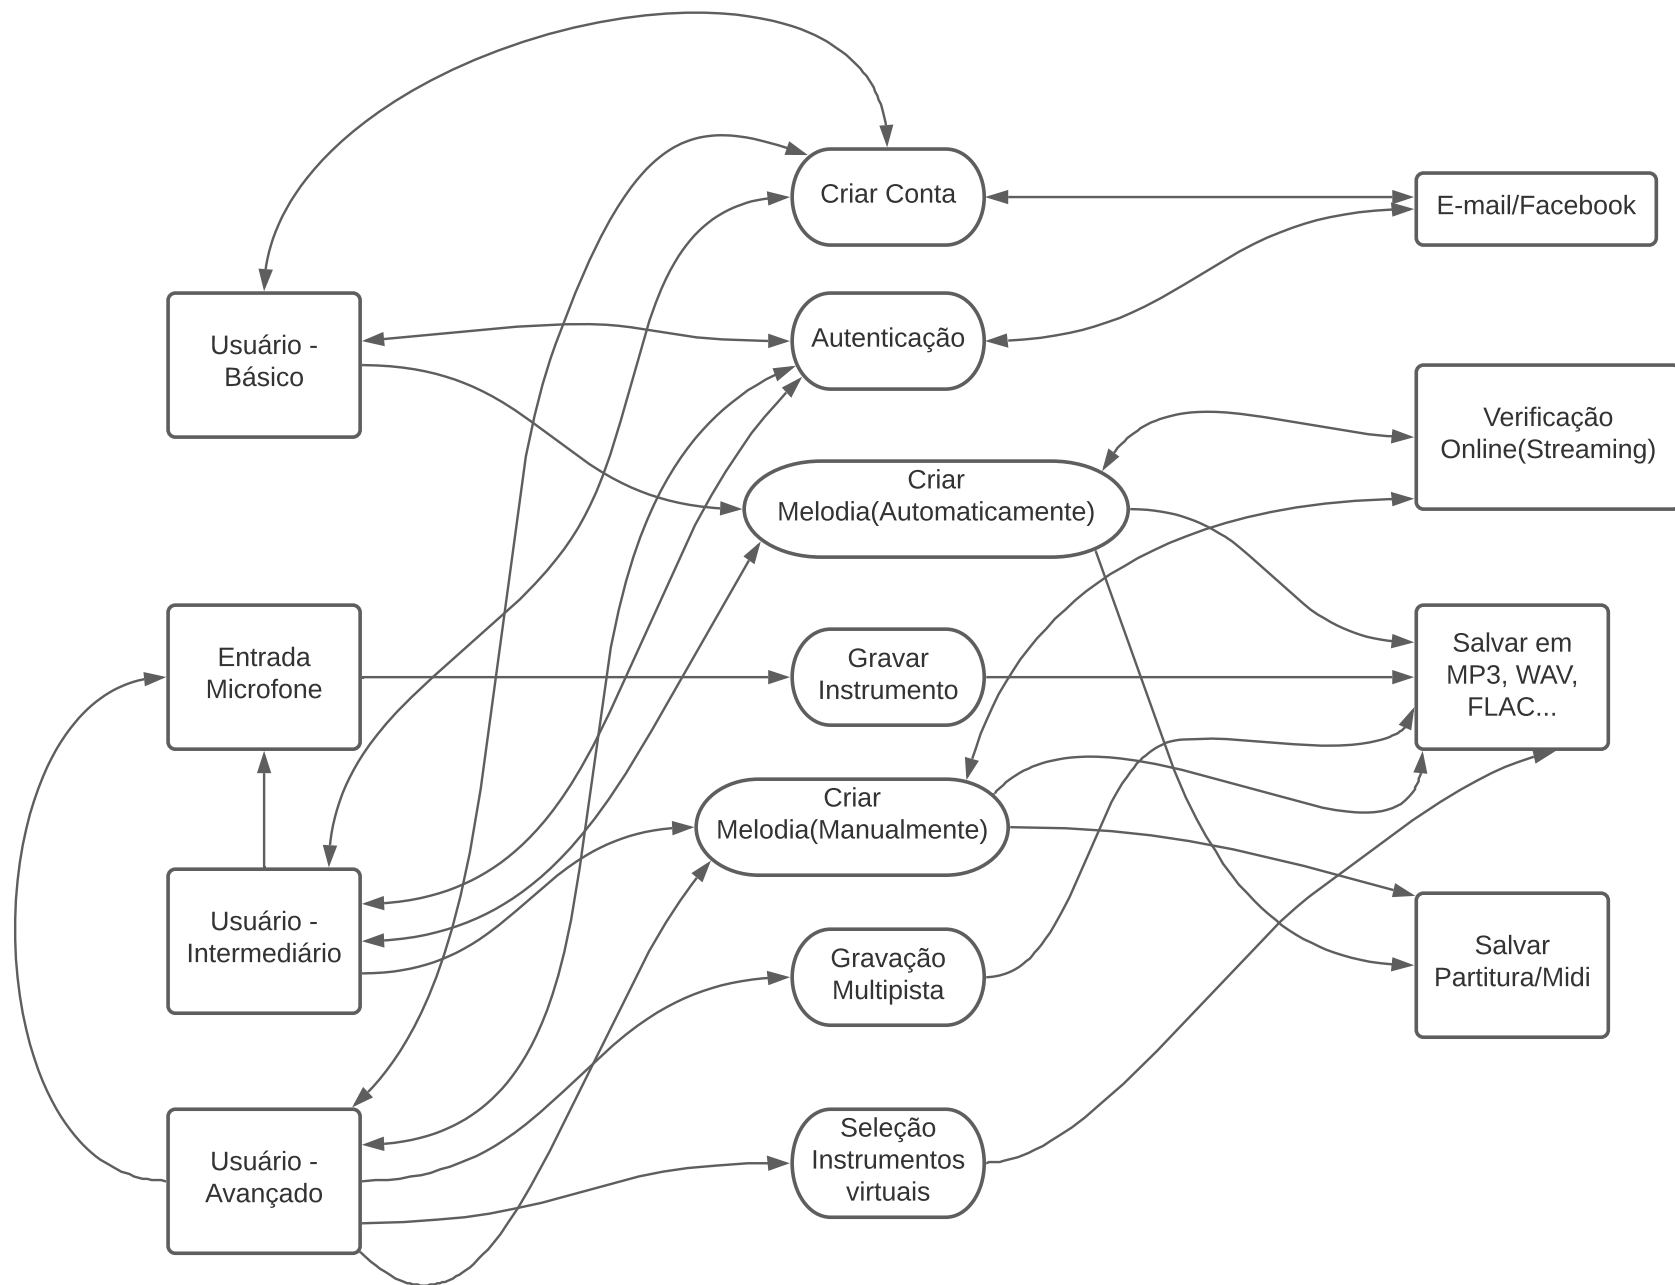 Criar Conta
E-mail/Facebook
Usuário -
Básico
Autenticação
Verificação
Online(Streaming)
Criar
Melodia(Automaticamente)
Entrada
Microfone
Gravar
Instrumento
Salvar em
MP3, WAV,
FLAC...
Criar
Melodia(Manualmente)
Usuário -
Intermediário
Gravação
Multipista
Salvar
Partitura/Midi
Usuário -
Avançado
Seleção
Instrumentos
virtuais